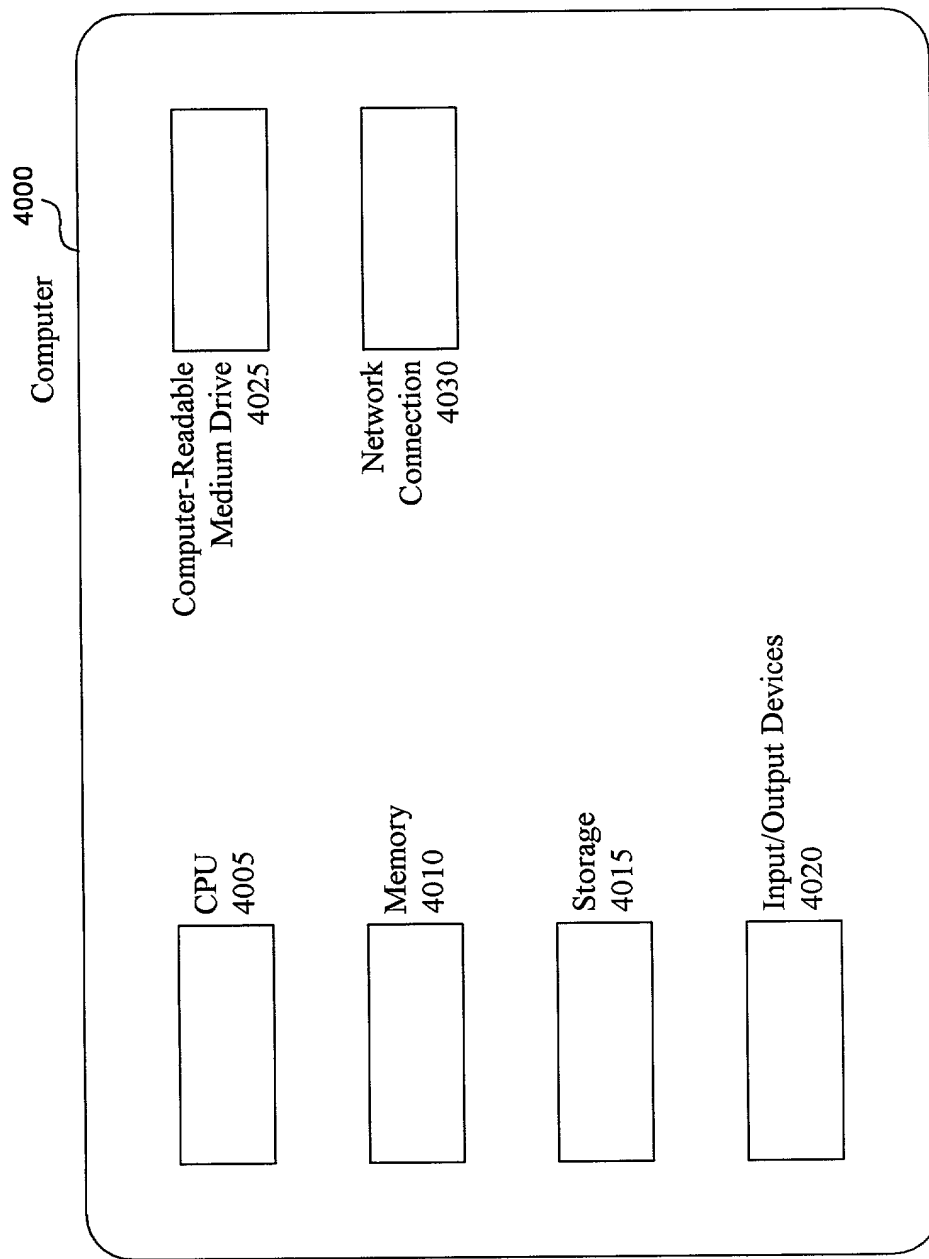 Computer
4000
CPU
4005
Memory
4010
Storage
4015
Input/Output Devices
4020
Computer-Readable
Medium Drive
4025
Network
Connection
4030